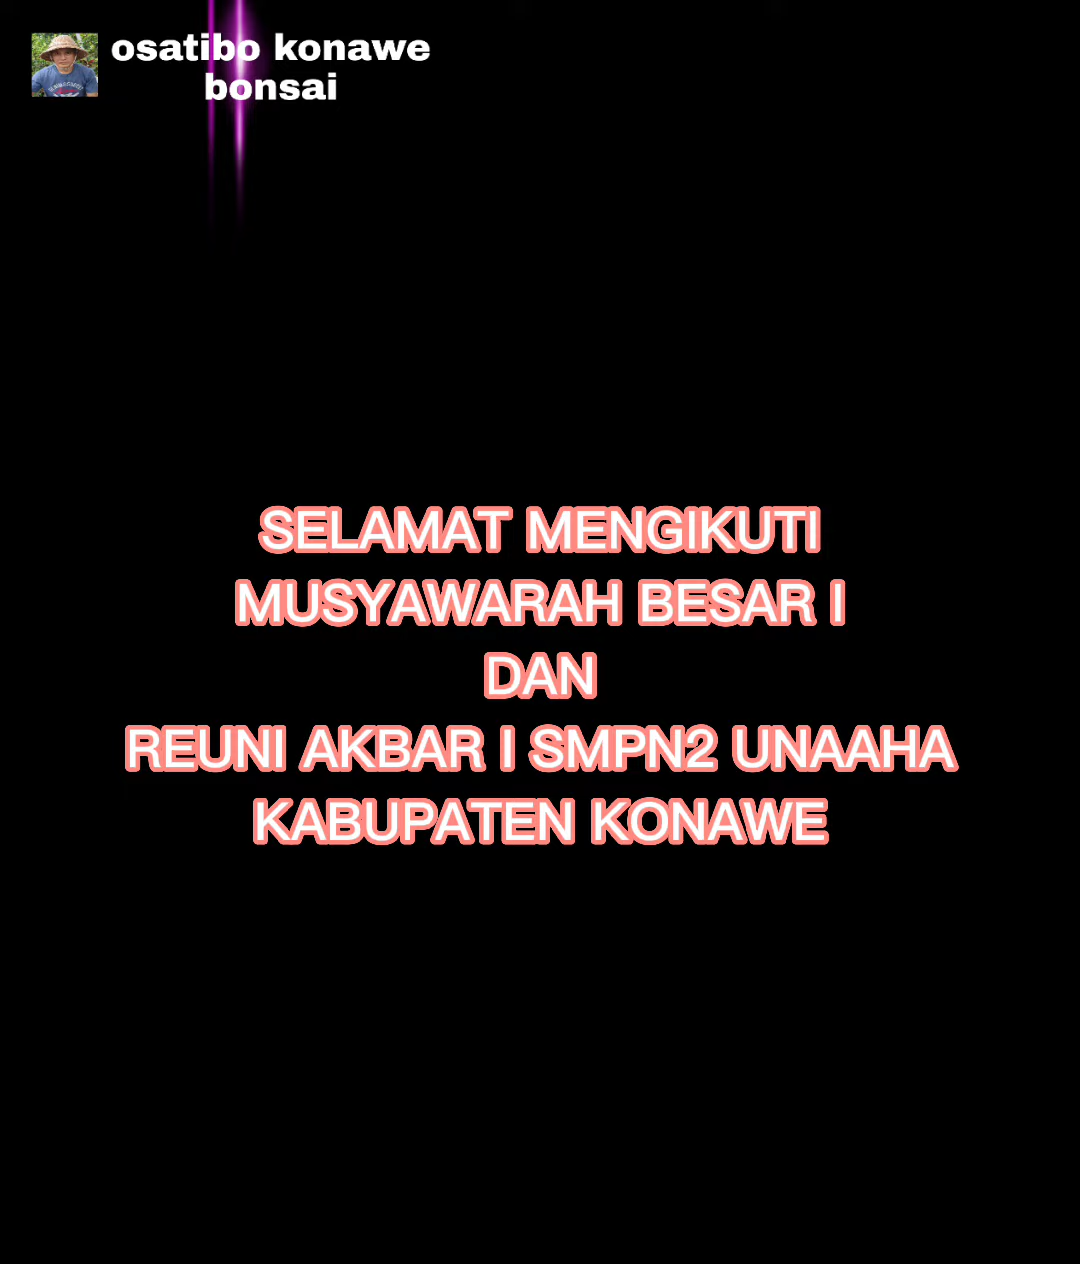 osatibo konawe
bonsai
SELAMAT MENGIKUTI
MUSYAWARAH BESAR I
DAN
REUNI AKBAR I SMPN2 UNAAHA
KABUPATEN KONAWE